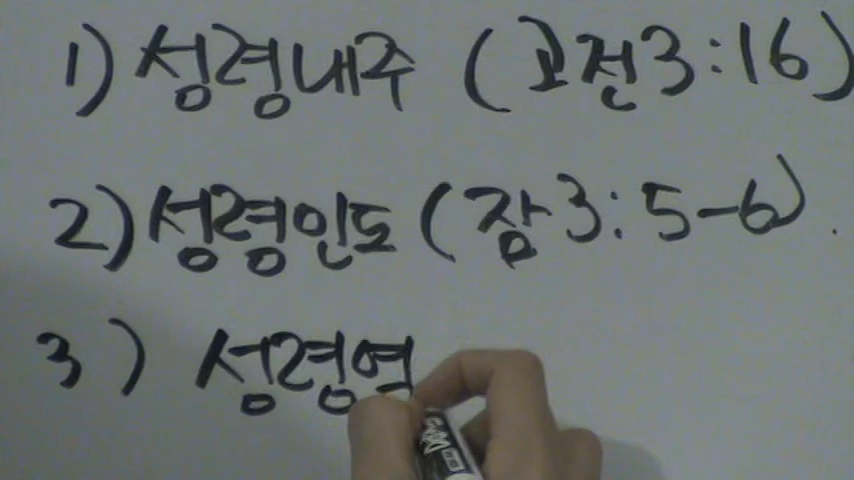 1) 성령내주 (고전3:16)
2) 성령인도 (잠3:5-6).
3) 성령역